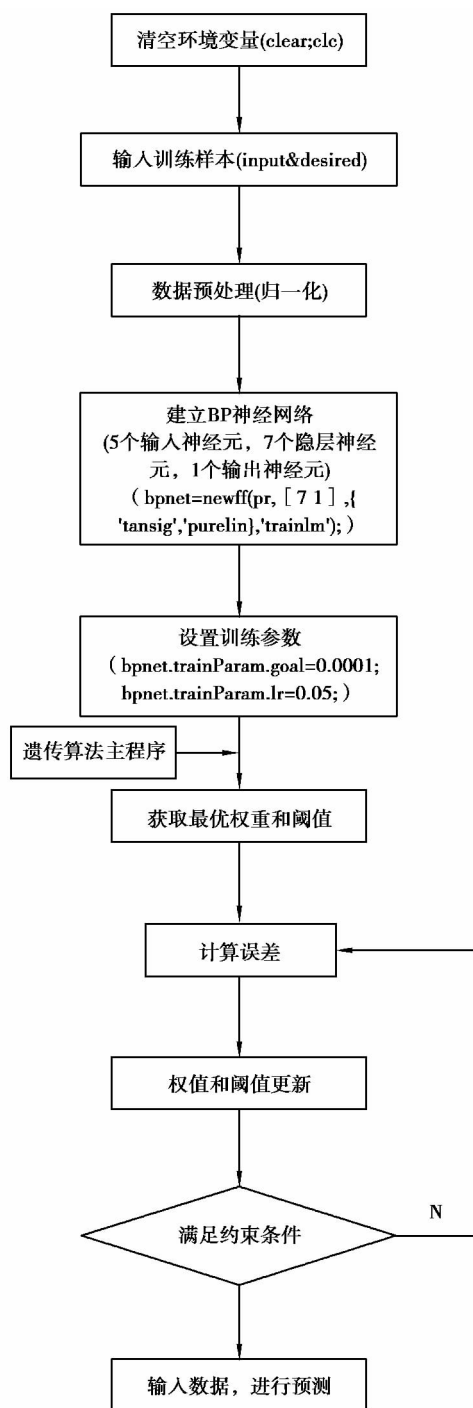 清空环境变量(clear;clc)
输入训练样本(input&desired)
数据预处理(归一化)
建立BP神经网络
(5个输入神经元，7个隐层神经
元，1个输出神经元)
（bpnet=newff(pr,［7 1］,{
'tansig','purelin},'trainlm');）
设置训练参数
（bpnet.trainParam.goal=0.0001;
bpnet.trainParam.lr=0.05;）
遗传算法主程序
获取最优权重和阈值
计算误差
权值和阈值更新
满足约束条件
N
输入数据，进行预测